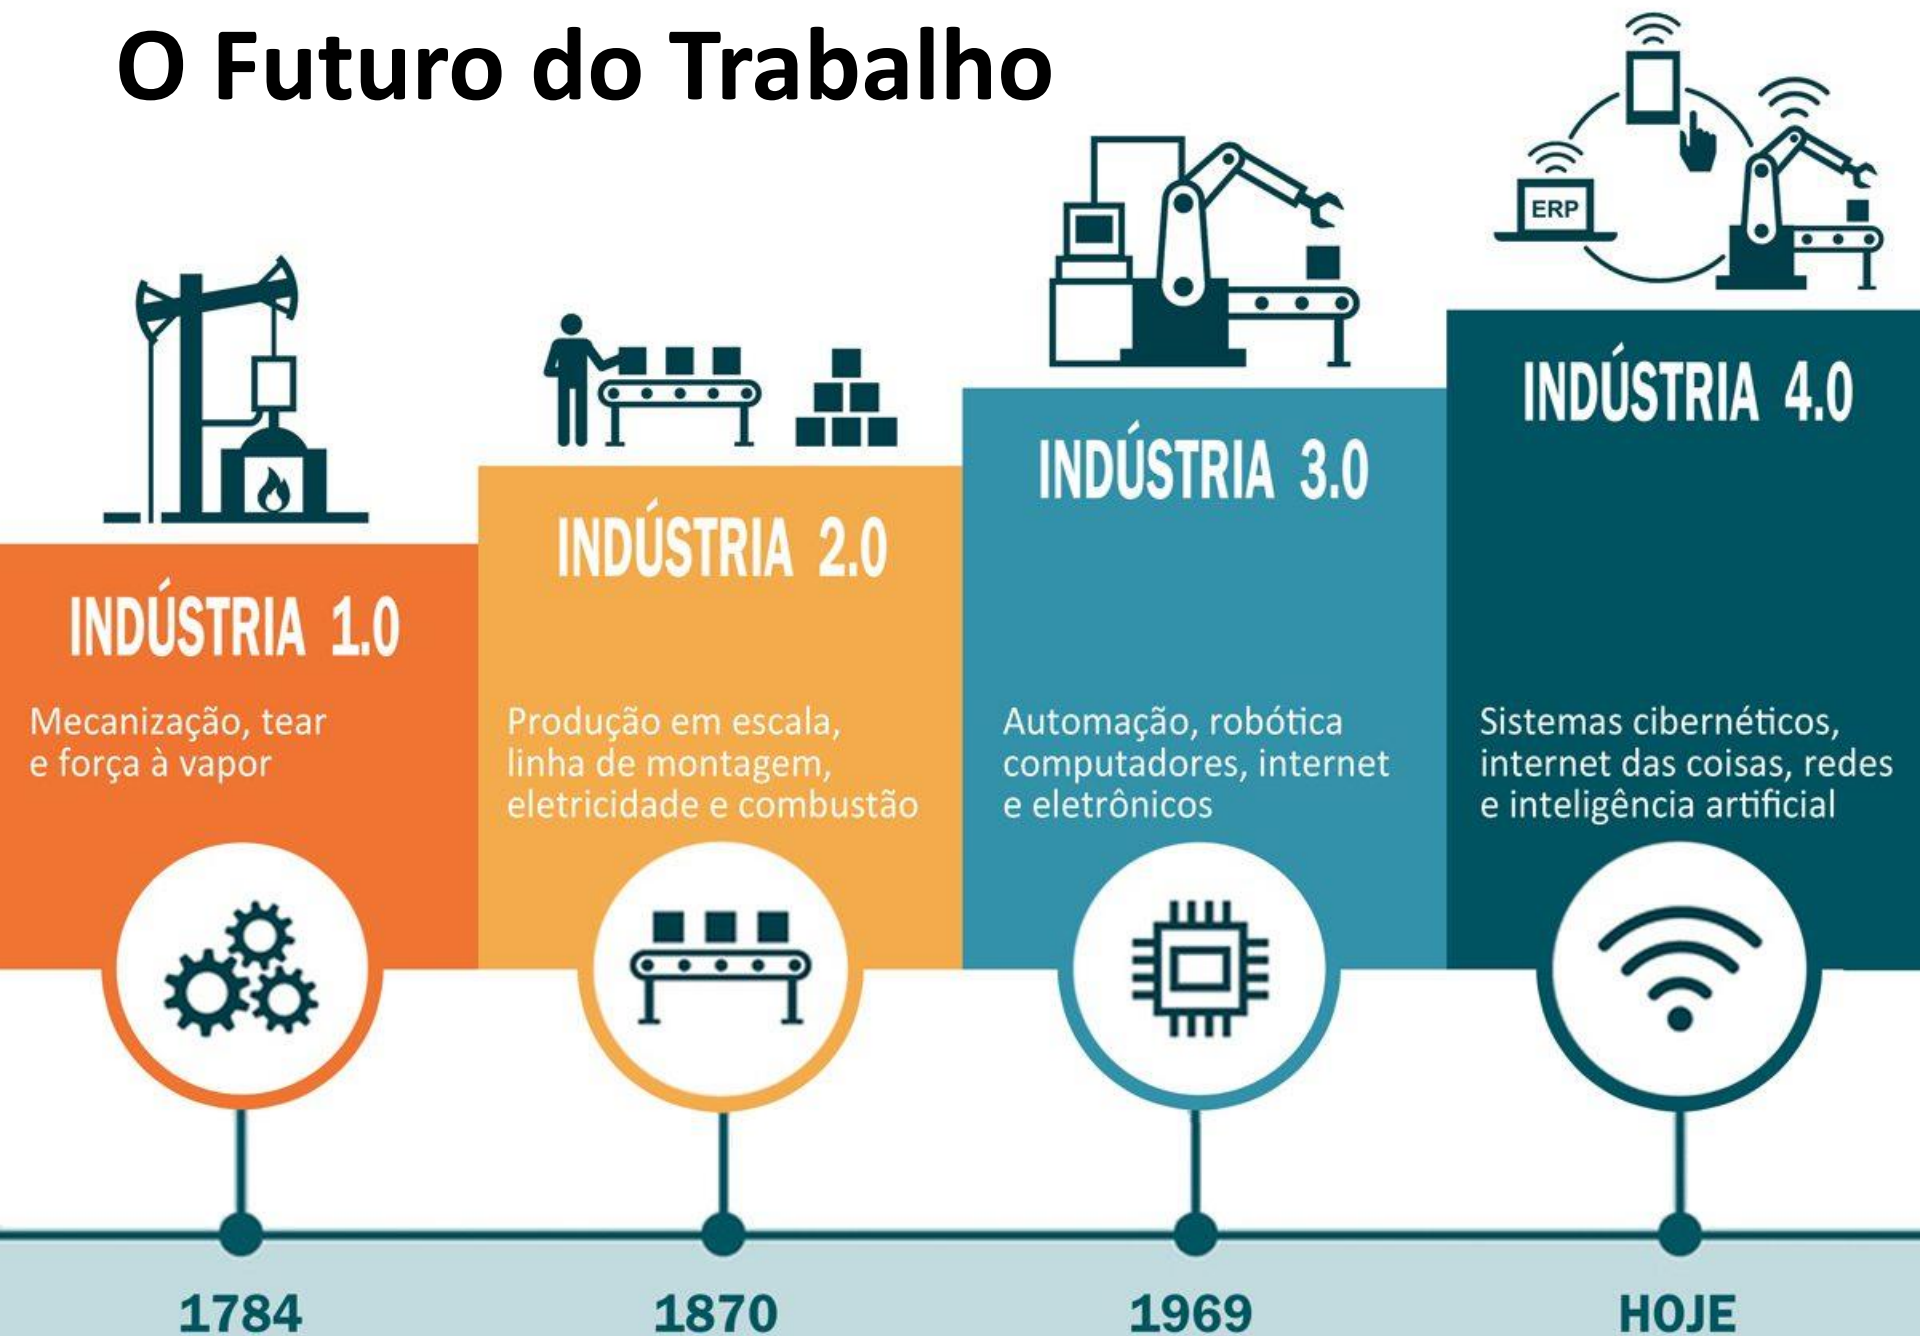 O Futuro do Trabalho
ERP
INDÚSTRIA 1.0
Mecanização, tear
e força à vapor
1784
INDÚSTRIA 2.0
Produção em escala,
linha de montagem,
eletricidade e combustão
1870
INDÚSTRIA 3.0
Automação, robótica
computadores, internet
e eletrônicos
1969
INDÚSTRIA 4.0
Sistemas cibernéticos,
internet das coisas, redes
e inteligência artificial
HOJE